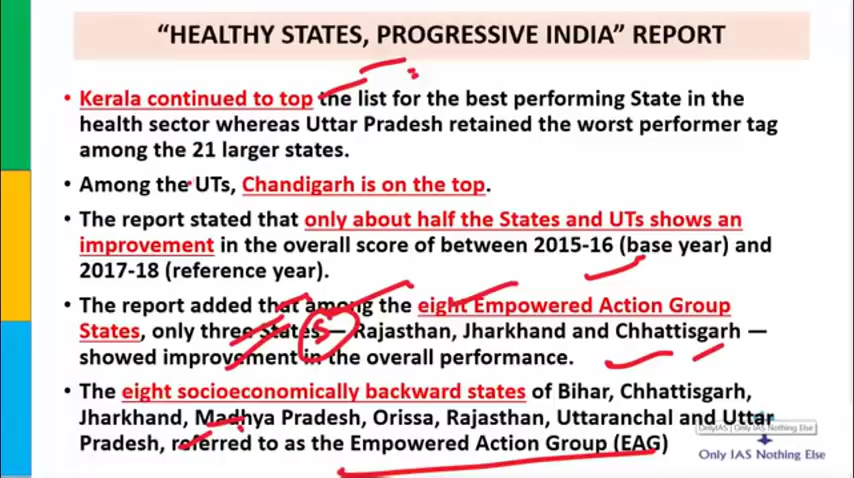 “HEALTHY STATES, PROGRESSIVE INDIA” REPORT
• Kerala continued to top the list for the best performing State in the
health sector whereas Uttar Pradesh retained the worst performer tag
among the 21 larger states.
• Among the UTs, Chandigarh is on the top.
• The report stated that only about half the States and UTs shows an
improvement in the overall score of between 2015-16 (base year) and
2017-18 (reference year).
• The report added that among the eight Empowered Action Group
States, only three States — Rajasthan, Jharkhand and Chhattisgarh —
showed improvement in the overall performance.
• The eight socioeconomically backward states of Bihar, Chhattisgarh,
Jharkhand, Madhya Pradesh, Orissa, Rajasthan, Uttaranchal and Uttar
Pradesh, referred to as the Empowered Action Group (EAG)
OnlyIAS | Only IAS Nothing Else
Only IAS Nothing Else